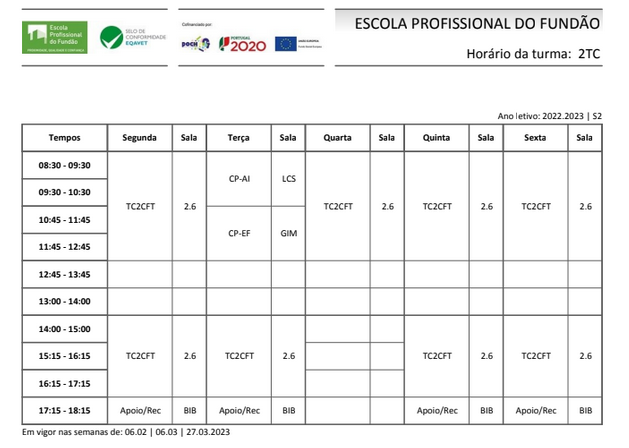 Escola
Profissional
do Fundão
SELO DE
CONFORMIDADE
EQAVET
Cofinanciado por:
POCH
PORTUGAL
2020
UNIÃO EUROPEIA
Fundo Social Europeu
ESCOLA PROFISSIONAL DO FUNDÃO
Horário da turma: 2TC
Ano letivo: 2022.2023 | S2
Tempos Segunda Sala Terça Sala Quarta Sala Quinta Sala Sexta Sala
08:30 - 09:30
CP-AI LCS
09:30 - 10:30
TC2CFT 2.6 TC2CFT 2.6 TC2CFT 2.6 TC2CFT 2.6
10:45 - 11:45
CP-EF GIM
11:45 - 12:45
12:45 - 13:45
13:00 - 14:00
14:00 - 15:00
15:15 - 16:15 TC2CFT 2.6 TC2CFT 2.6 TC2CFT 2.6 TC2CFT 2.6
16:15 - 17:15
17:15 - 18:15 Apoio/Rec BIB Apoio/Rec BIB Apoio/Rec BIB Apoio/Rec BIB
Em vigor nas semanas de: 06.02 | 06.03 | 27.03.2023